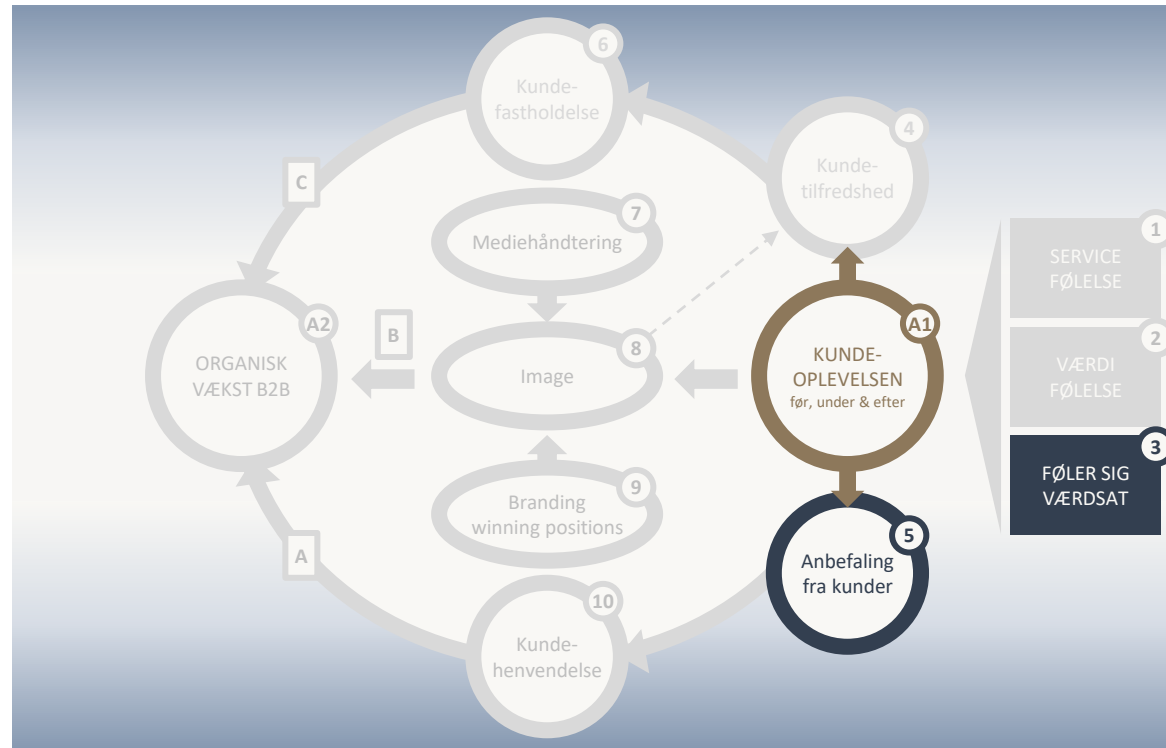 6
Kunde-
fastholdelse
4
Kunde-
tilfredshed
C
7
Mediehåndtering
1
SERVICE
FØLELSE
A2
ORGANISK
VÆKST B2B
B
8
Image
A1
KUNDE-
OPLEVELSEN
før, under & efter
2
VÆRDI
FØLELSE
9
Branding
winning positions
3
FØLER SIG
VÆRDSAT
A
5
Anbefaling
fra kunder
10
Kunde-
henvendelse